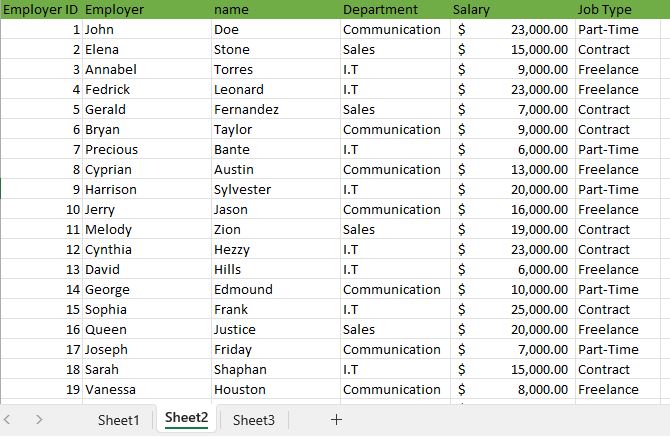 Employer ID Employer name Department Salary Job Type
1 John Doe Communication $ 23,000.00 Part-Time
2 Elena Stone Sales $ 15,000.00 Contract
3 Annabel Torres I.T $ 9,000.00 Freelance
4 Fedrick Leonard I.T $ 23,000.00 Freelance
5 Gerald Fernandez Sales $ 7,000.00 Contract
6 Bryan Taylor Communication $ 9,000.00 Contract
7 Precious Bante I.T $ 6,000.00 Part-Time
8 Cyprian Austin Communication $ 13,000.00 Freelance
9 Harrison Sylvester I.T $ 20,000.00 Part-Time
10 Jerry Jason Communication $ 16,000.00 Freelance
11 Melody Zion Sales $ 19,000.00 Contract
12 Cynthia Hezzy I.T $ 23,000.00 Contract
13 David Hills I.T $ 6,000.00 Freelance
14 George Edmound Communication $ 10,000.00 Part-Time
15 Sophia Frank I.T $ 25,000.00 Contract
16 Queen Justice Sales $ 20,000.00 Freelance
17 Joseph Friday Communication $ 7,000.00 Part-Time
18 Sarah Shaphan I.T $ 15,000.00 Contract
19 Vanessa Houston Communication $ 8,000.00 Freelance
Sheet1 Sheet2 Sheet3